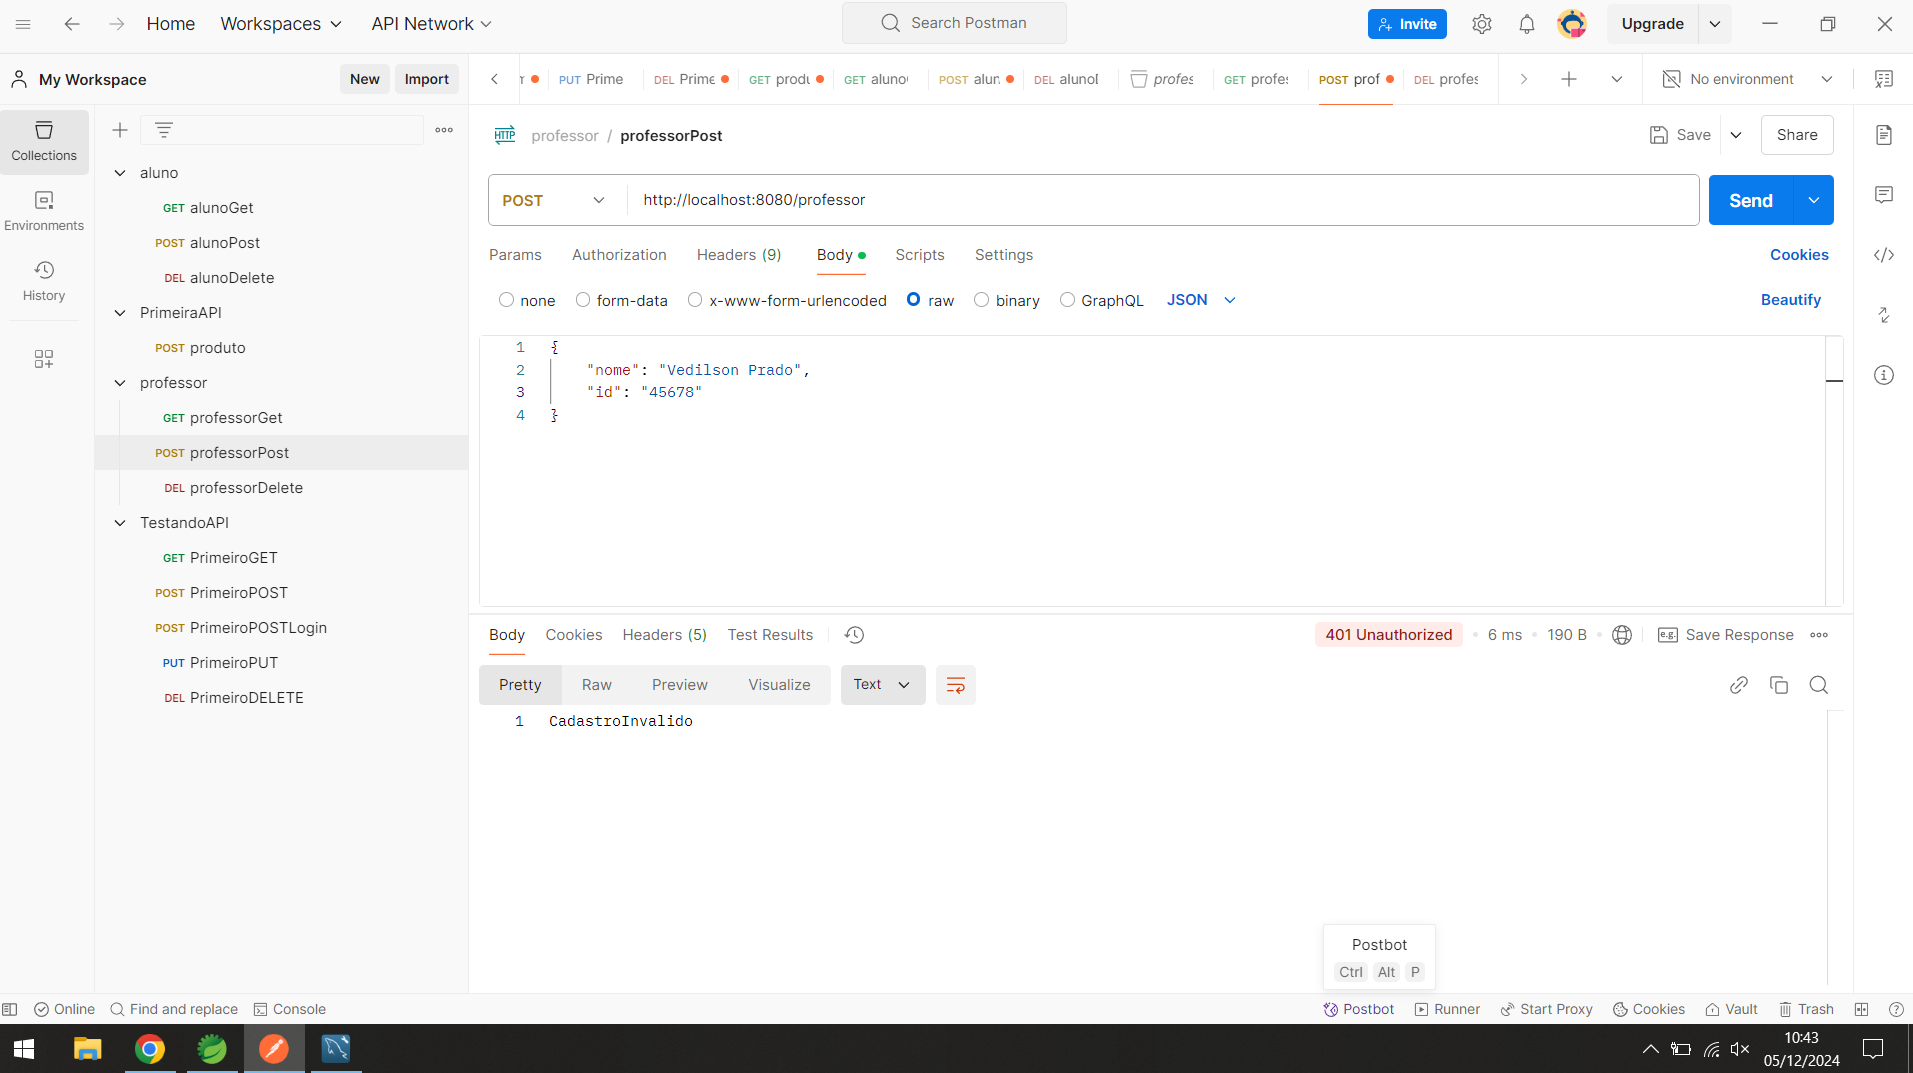 Home
Workspaces
API Network
Search Postman
Invite
Upgrade
My Workspace
New
Import
PUT Prime
DEL Prime
GET produ
GET aluno
POST alun
DEL alunol
profes
GET profes
POST prof
DEL profes
No environment
Collections
Environments
History
aluno
GET alunoGet
POST alunoPost
DEL alunoDelete
PrimeiraAPI
POST produto
professor
GET professorGet
POST professorPost
DEL professorDelete
TestandoAPI
GET PrimeiroGET
POST PrimeiroPOST
POST PrimeiroPOSTLogin
PUT PrimeiroPUT
DEL PrimeiroDELETE
HTTP professor / professorPost
Save
Share
POST
http://localhost:8080/professor
Send
Params
Authorization
Headers (9)
Body
Scripts
Settings
Cookies
none
form-data
x-www-form-urlencoded
raw
binary
GraphQL
JSON
Beautify
1 {
2 "nome": "Vedilson Prado",
3 "id": "45678"
4 }
Body
Cookies
Headers (5)
Test Results
401 Unauthorized
6 ms
190 B
e.g. Save Response
Pretty
Raw
Preview
Visualize
Text
1 CadastroInvalido
Postbot
Ctrl Alt P
Online
Find and replace
Console
Postbot
Runner
Start Proxy
Cookies
Vault
Trash
10:43
05/12/2024